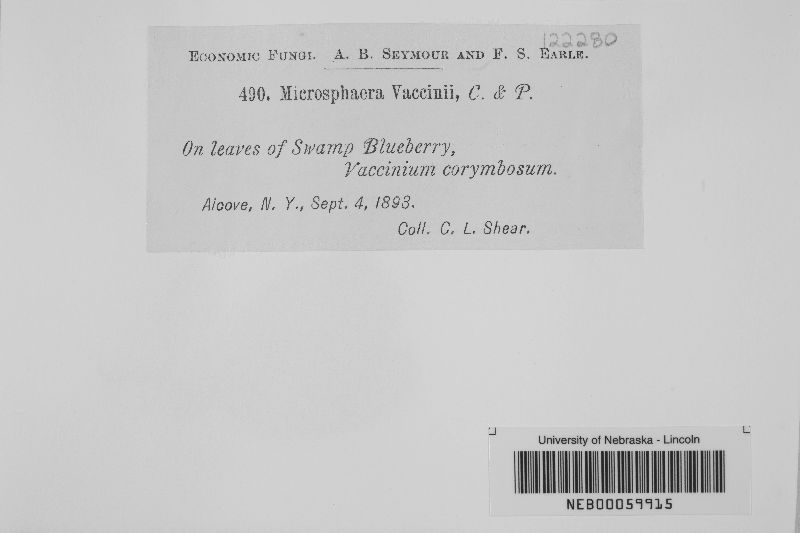 122280
Economic Fungi. A. B. Seymour and F. S. Earle.
490. Microsphaera Vaccinii, C. & P.
On leaves of Swamp Blueberry,
Vaccinium corymbosum.
Alcove, N. Y., Sept. 4, 1893.
Coll. C. L. Shear.
University of Nebraska - Lincoln
NEB00059915